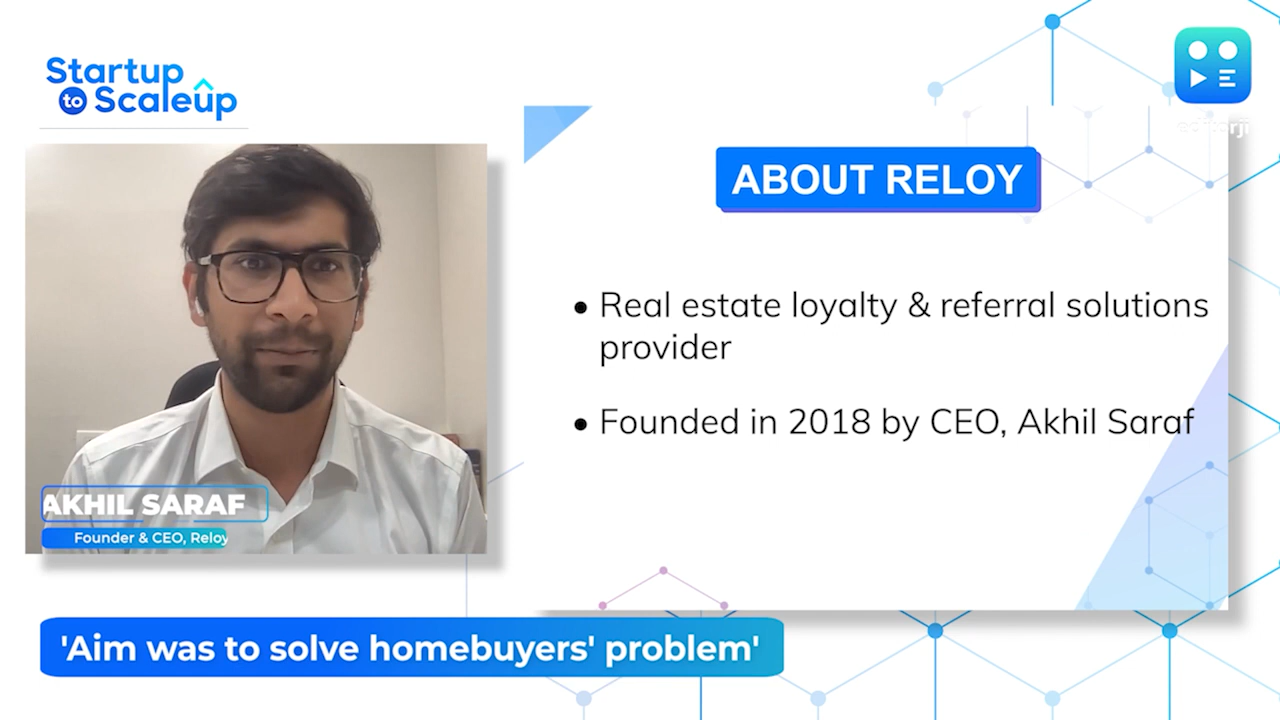 Startup
to Scaleup
editorji
ABOUT RELOY
• Real estate loyalty & referral solutions
provider
• Founded in 2018 by CEO, Akhil Saraf
AKHIL SARAF
Founder & CEO, Reloy
'Aim was to solve homebuyers' problem'